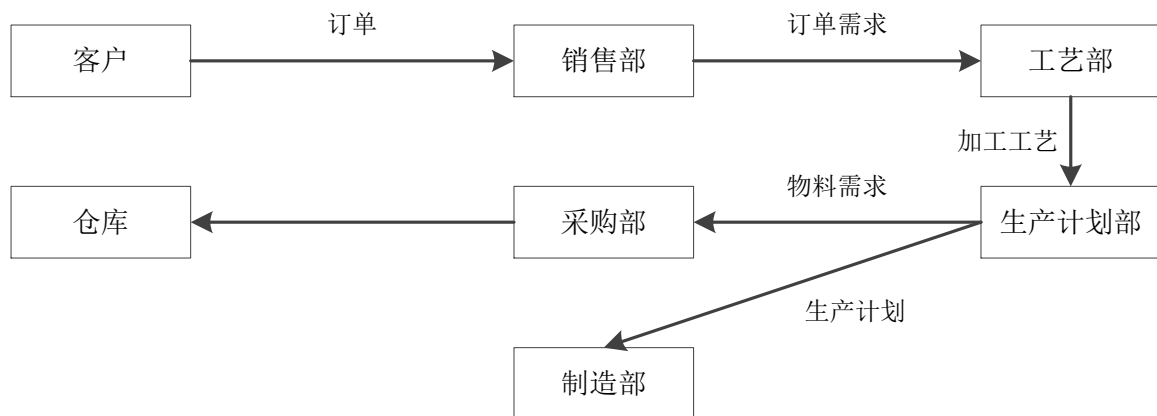 订单
订单需求
客户
销售部
工艺部
加工工艺
物料需求
仓库
采购部
生产计划部
生产计划
制造部